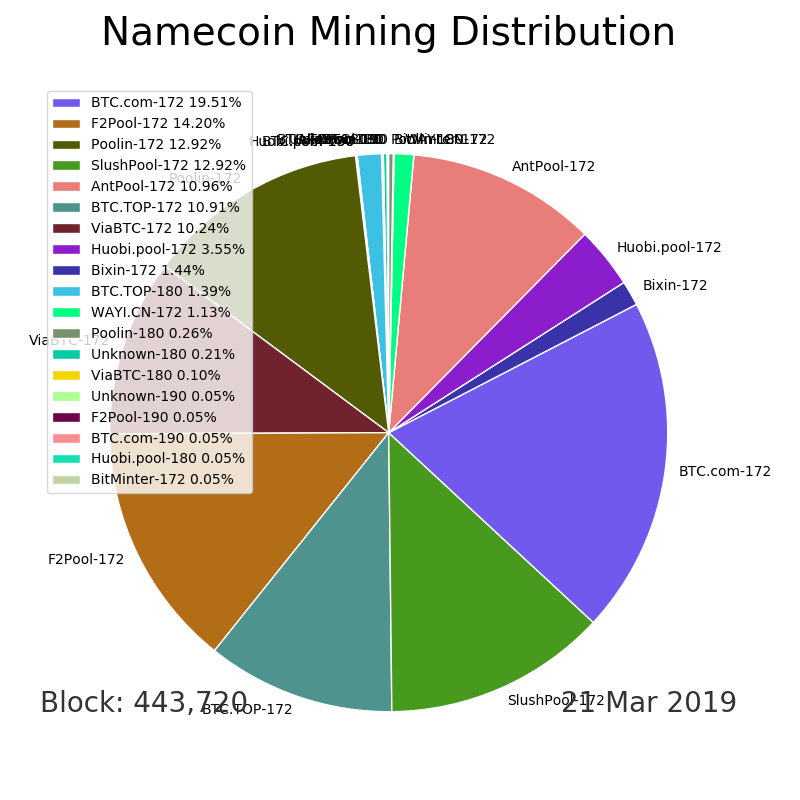 Namecoin Mining Distribution
BTC.com-172 19.51%
F2Pool-172 14.20%
Poolin-172 12.92%
SlushPool-172 12.92%
AntPool-172 10.96%
BTC.TOP-172 10.91%
ViaBTC-172 10.24%
Huobi.pool-172 3.55%
Bixin-172 1.44%
BTC.TOP-180 1.39%
WAYI.CN-172 1.13%
Poolin-180 0.26%
Unknown-180 0.21%
ViaBTC-180 0.10%
Unknown-190 0.05%
F2Pool-190 0.05%
BTC.com-190 0.05%
Huobi.pool-180 0.05%
BitMinter-172 0.05%
AntPool-172
Poolin-172
Huobi.pool-172
Bixin-172
ViaBTC-172
BTC.com-172
F2Pool-172
SlushPool-172
BTC.TOP-172
Block: 443,720
21 Mar 2019